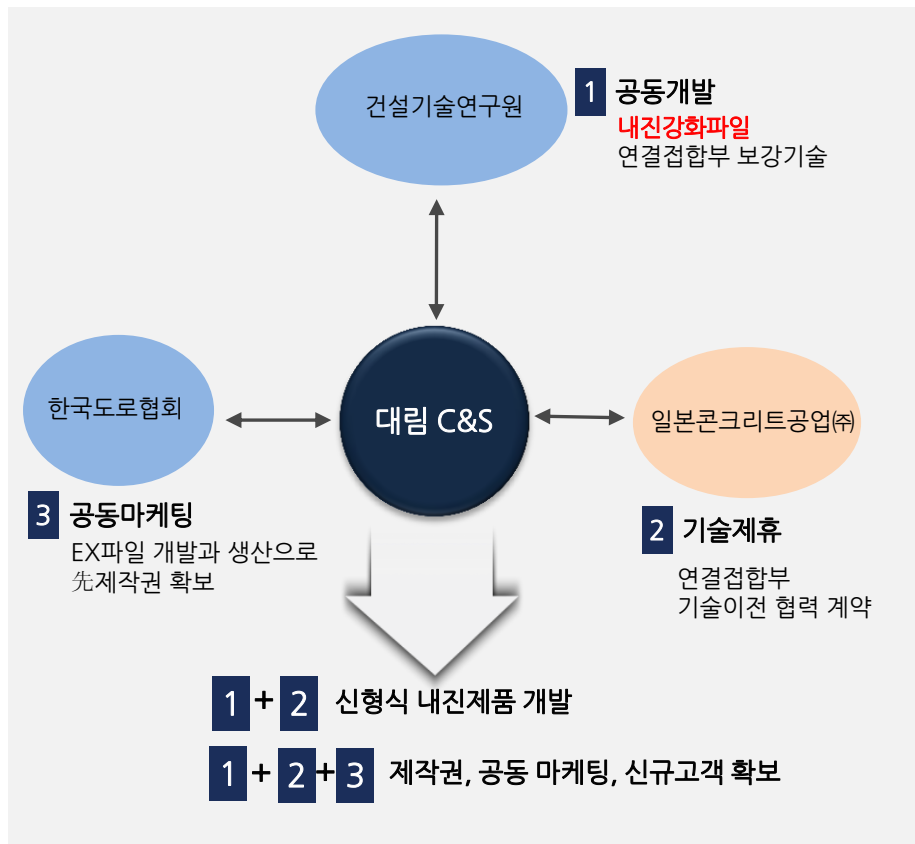 건설기술연구원
1 공동개발
내진강화파일
연결접합부 보강기술
한국도로협회
대림 C&S
일본콘크리트공업㈜
3 공동마케팅
EX파일 개발과 생산으로
先제작권 확보
2 기술제휴
연결접합부
기술이전 협력 계약
1 + 2 신형식 내진제품 개발
1 + 2 + 3 제작권, 공동 마케팅, 신규고객 확보